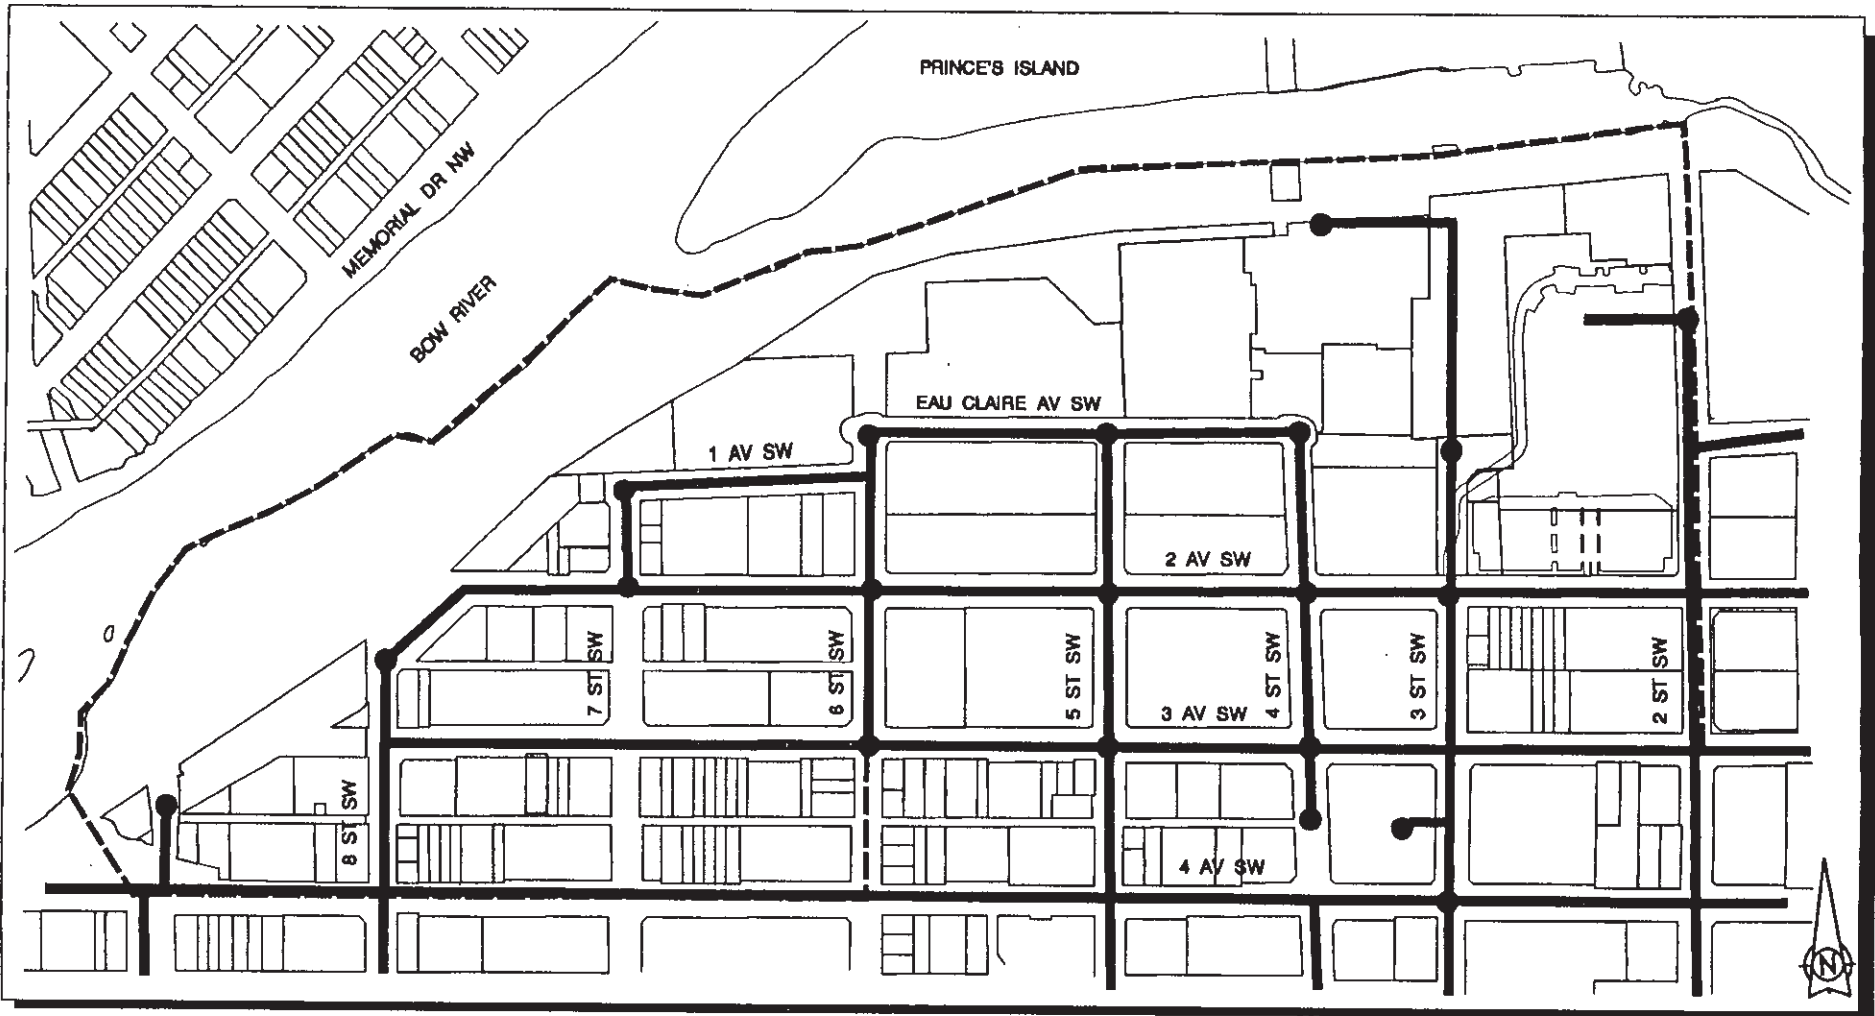 PRINCE'S ISLAND
MEMORIAL DR NW
BOW RIVER
EAU CLAIRE AV SW
1 AV SW
2 AV SW
7 ST SW
6 ST SW
5 ST SW
4 ST SW
3 ST SW
2 ST SW
3 AV SW
8 ST SW
4 AV SW
N